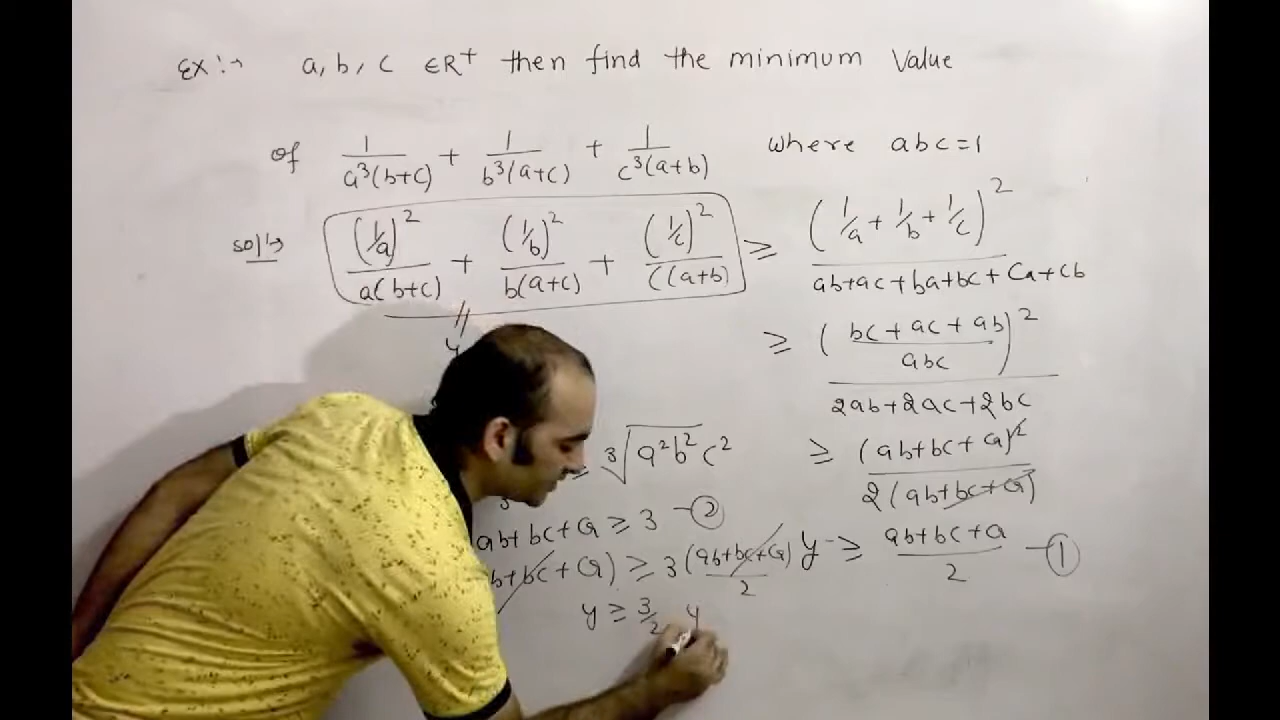 Ex:→ a, b, c ∈R⁺ then find the minimum Value
of 1/a³(b+c) + 1/b³(a+c) + 1/c³(a+b) where abc=1
Sol→ (1/a)²/a(b+c) + (1/b)²/b(a+c) + (1/c)²/c(a+b) ≥ (1/a+1/b+1/c)²/ab+ac+ba+bc+ca+cb
y ≥ (bc+ac+ab/abc)²/2ab+2ac+2bc
∛a²b²c² ≥ (ab+bc+ca)²/2(ab+bc+ca)
ab+bc+ca ≥ 3 –②
b+bc+ca) ≥ 3(ab+bc+ca)/2 y ≥ ab+bc+ca/2 –①
y ≥ 3/2 y